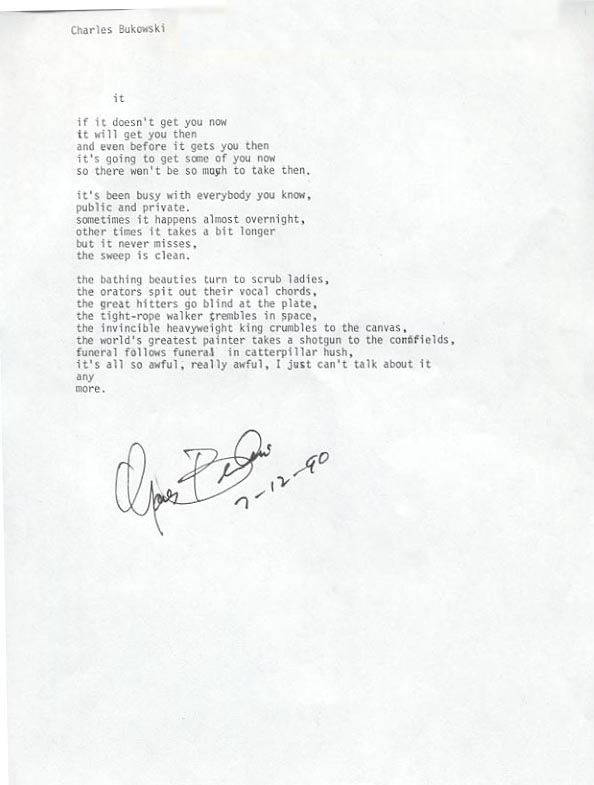 Charles Bukowski
it
if it doesn't get you now
it will get you then
and even before it gets you then
it's going to get some of you now
so there won't be so much to take then.
it's been busy with everybody you know,
public and private.
sometimes it happens almost overnight,
other times it takes a bit longer
but it never misses,
the sweep is clean.
the bathing beauties turn to scrub ladies,
the orators spit out their vocal chords,
the great hitters go blind at the plate,
the tight-rope walker trembles in space,
the invincible heavyweight king crumbles to the canvas,
the world's greatest painter takes a shotgun to the cornfields,
funeral follows funeral in catterpillar hush,
it's all so awful, really awful, I just can't talk about it
any
more.
Charles Bukowski
7-12-90